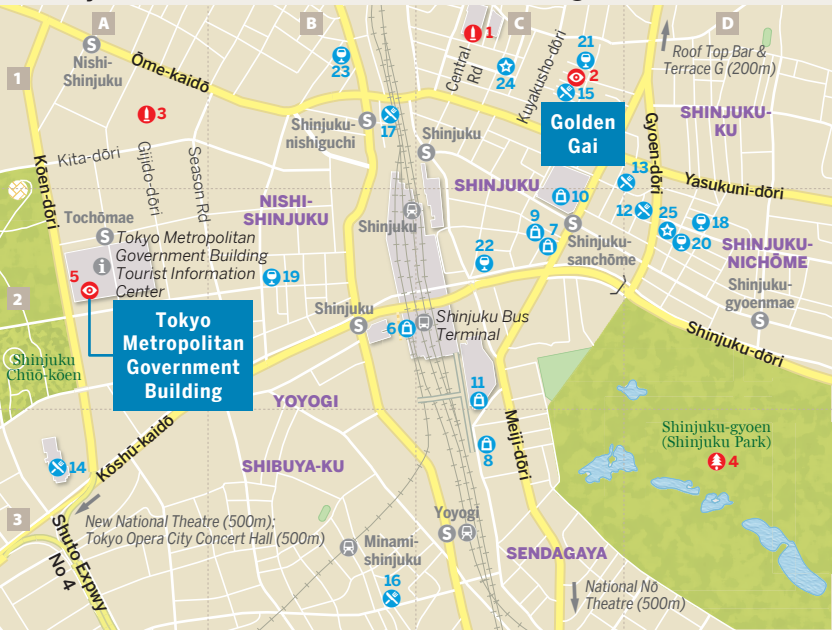 A
B
C
D
1
2
3
S
Nishi-
Shinjuku
Ōme-kaidō
23
Central
Rd
1
24
Kuyakusho-dōri
21
2
15
Golden
Gai
Roof Top Bar &
Terrace G (200m)
SHINJUKU-
KU
Gyoen-dōri
3
Kita-dōri
Gijido-dōri
Season Rd
Kōen-dōri
Shinjuku-
nishiguchi
S
17
Shinjuku
S
13
Yasukuni-dōri
NISHI-
SHINJUKU
SHINJUKU
10
12
25
18
20
9
7
S
Shinjuku-
sanchōme
SHINJUKU-
NICHŌME
Tochōmae
S
Tokyo Metropolitan
Government Building
Tourist Information
Center
i
5
19
Shinjuku
22
Shinjuku-
gyoenmae
S
Tokyo
Metropolitan
Government
Building
Shinjuku
S
6
Shinjuku Bus
Terminal
Shinjuku-dōri
Shinjuku
Chūō-kōen
YOYOGI
11
Meiji-dōri
8
Shinjuku-gyoen
(Shinjuku Park)
4
Kōshū-kaidō
14
SHIBUYA-KU
New National Theatre (500m);
Tokyo Opera City Concert Hall (500m)
Shuto Expwy
No 4
Yoyogi
S
Minami-
shinjuku
SENDAGAYA
16
National Nō
Theatre (500m)